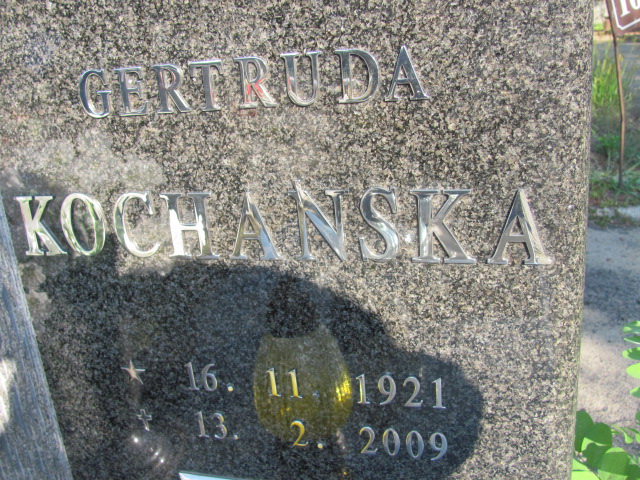 GERTRUDA
KOCHANSKA
* 16. 11. 1921
✝ 13. 2. 2009